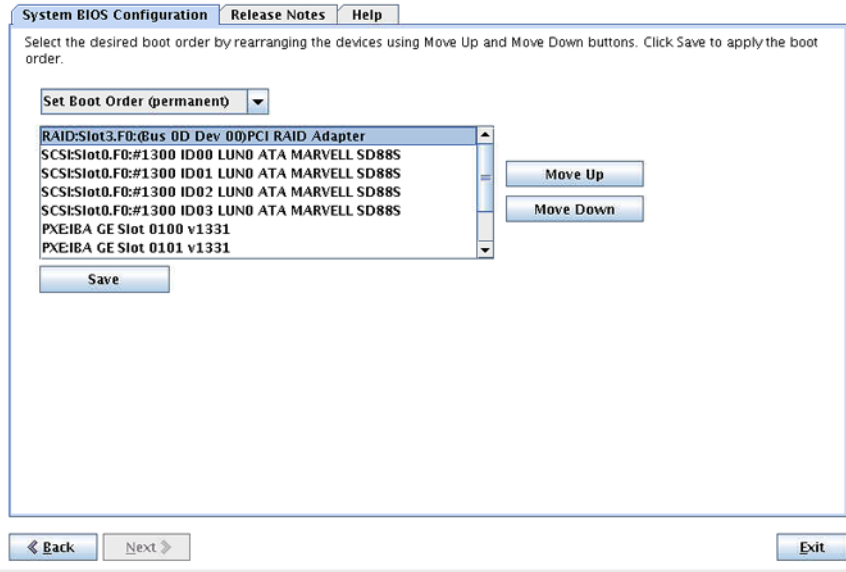 System BIOS Configuration Release Notes Help
Select the desired boot order by rearranging the devices using Move Up and Move Down buttons. Click Save to apply the boot
order.
Set Boot Order (permanent)
RAID:Slot3.F0:(Bus 0D Dev 00)PCI RAID Adapter
SCSI:Slot0.F0:#1300 ID00 LUN0 ATA MARVELL SD88S
SCSI:Slot0.F0:#1300 ID01 LUN0 ATA MARVELL SD88S
SCSI:Slot0.F0:#1300 ID02 LUN0 ATA MARVELL SD88S
SCSI:Slot0.F0:#1300 ID03 LUN0 ATA MARVELL SD88S
PXE:IBA GE Slot 0100 v1331
PXE:IBA GE Slot 0101 v1331
Move Up
Move Down
Save
Back Next Exit